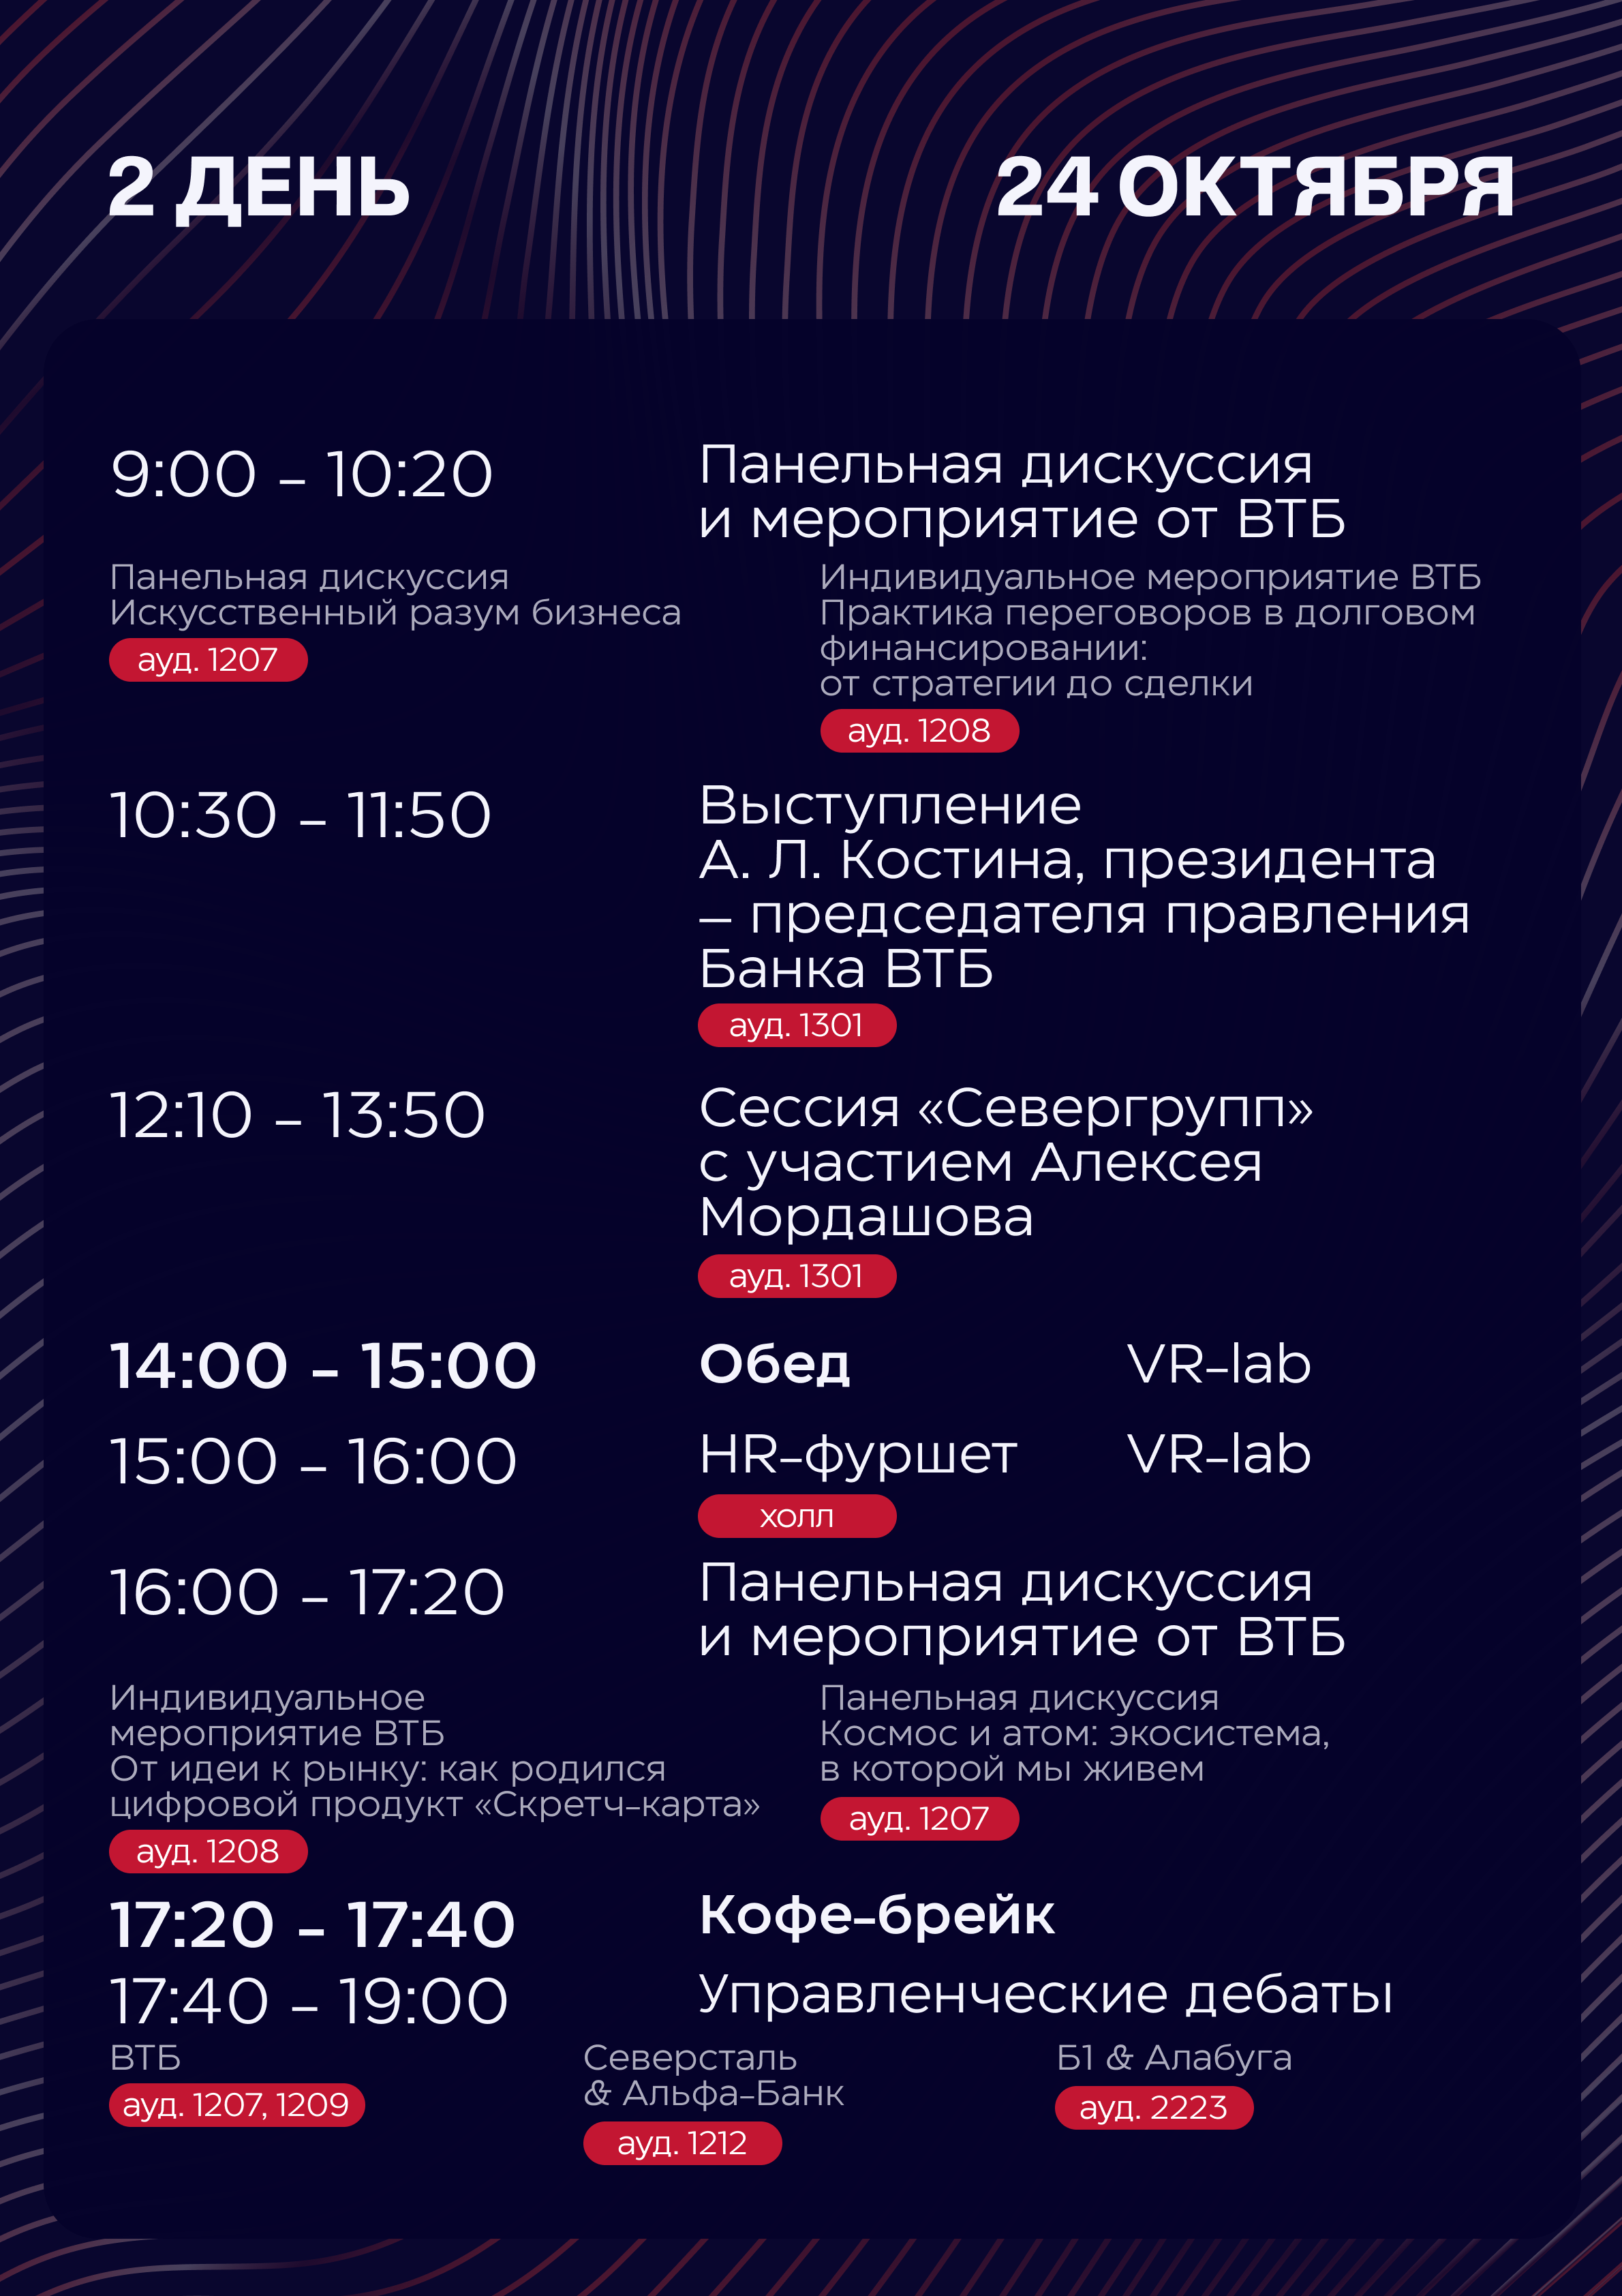 2 ДЕНЬ
24 ОКТЯБРЯ
9:00 – 10:20
Панельная дискуссия
и мероприятие от ВТБ
Панельная дискуссия
Искусственный разум бизнеса
ауд. 1207
Индивидуальное мероприятие ВТБ
Практика переговоров в долговом
финансировании:
от стратегии до сделки
ауд. 1208
10:30 – 11:50
Выступление
А. Л. Костина, президента
– председателя правления
Банка ВТБ
ауд. 1301
12:10 – 13:50
Сессия «Севергрупп»
с участием Алексея
Мордашова
ауд. 1301
14:00 – 15:00
Обед
VR-lab
15:00 – 16:00
HR-фуршет
VR-lab
холл
16:00 – 17:20
Панельная дискуссия
и мероприятие от ВТБ
Индивидуальное
мероприятие ВТБ
От идеи к рынку: как родился
цифровой продукт «Скретч-карта»
ауд. 1208
Панельная дискуссия
Космос и атом: экосистема,
в которой мы живем
ауд. 1207
17:20 – 17:40
Кофе-брейк
17:40 – 19:00
Управленческие дебаты
ВТБ
ауд. 1207, 1209
Северсталь
& Альфа-Банк
ауд. 1212
Б1 & Алабуга
ауд. 2223